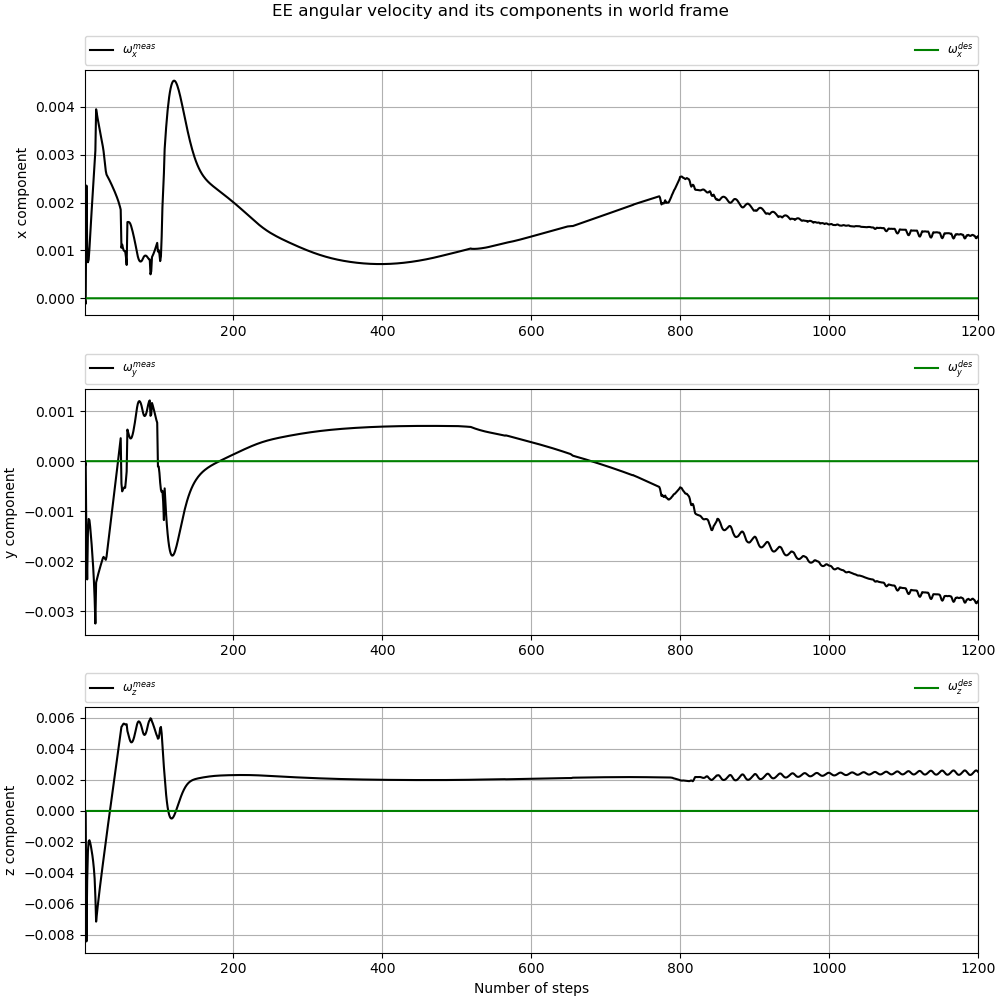 EE angular velocity and its components in world frame
ω_x^meas ω_x^des
x component
0.004
0.003
0.002
0.001
0.000
200 400 600 800 1000 1200
ω_y^meas ω_y^des
y component
0.001
0.000
−0.001
−0.002
−0.003
200 400 600 800 1000 1200
ω_z^meas ω_z^des
z component
0.006
0.004
0.002
0.000
−0.002
−0.004
−0.006
−0.008
200 400 600 800 1000 1200
Number of steps